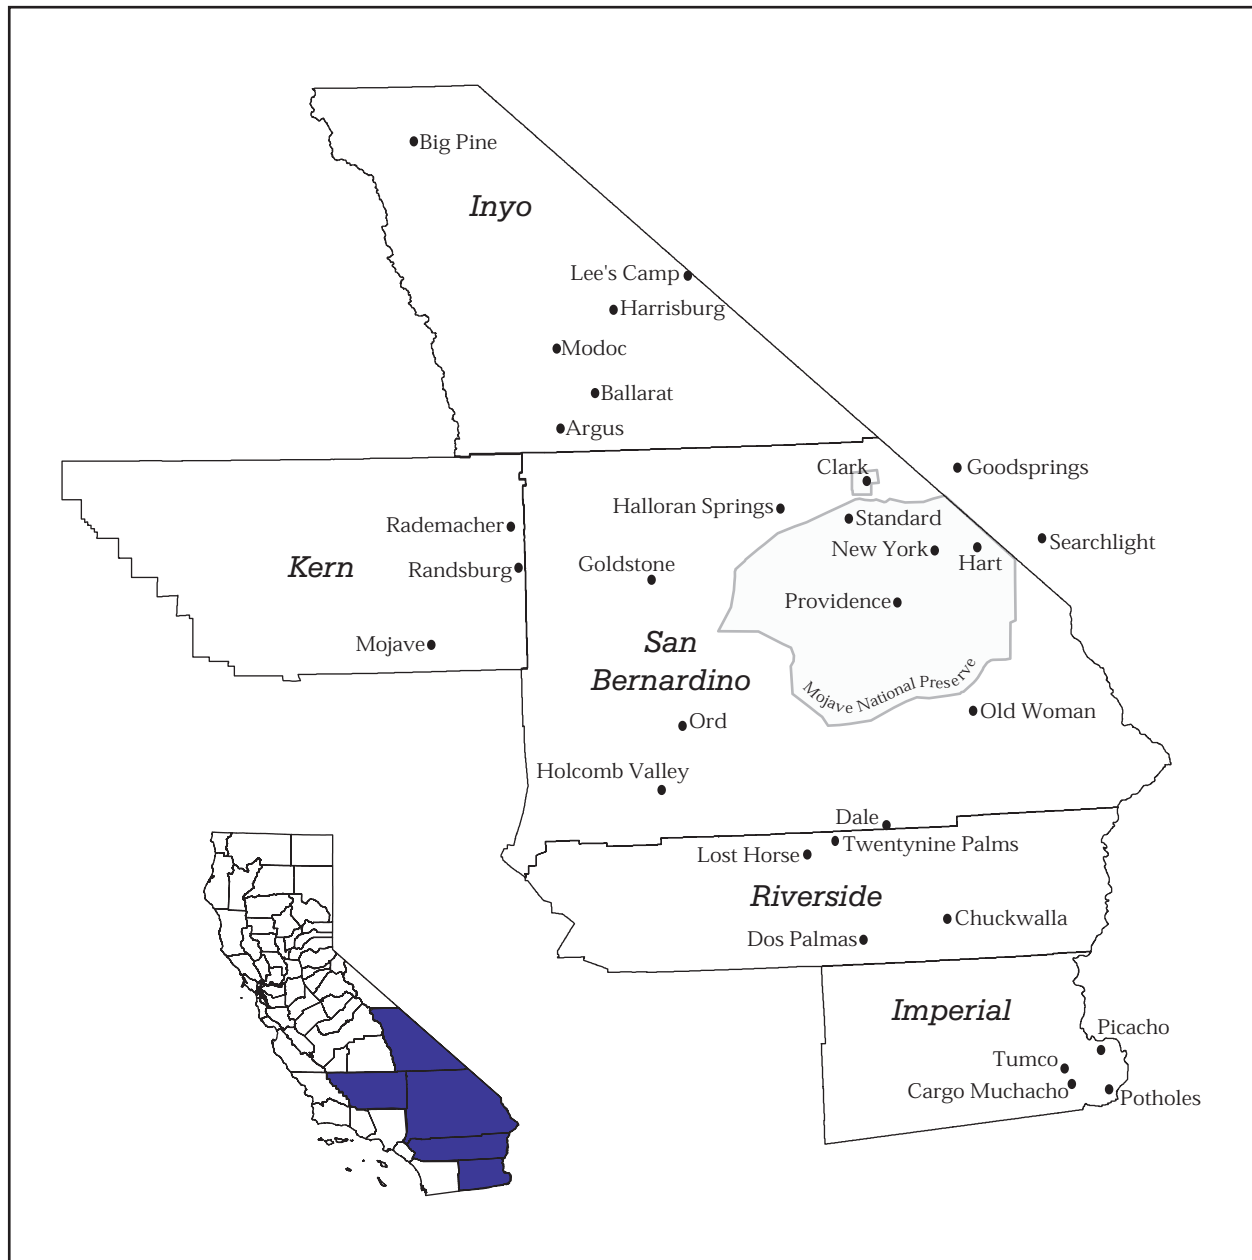 Big Pine
Inyo
Lee's Camp
Harrisburg
Modoc
Ballarat
Argus
Clark
Goodsprings
Halloran Springs
Standard
Rademacher
New York
Hart
Searchlight
Kern
Randsburg
Goldstone
Providence
Mojave
San
Bernardino
Mojave National Preserve
Old Woman
Ord
Holcomb Valley
Dale
Twentynine Palms
Lost Horse
Riverside
Chuckwalla
Dos Palmas
Imperial
Picacho
Tumco
Cargo Muchacho
Potholes